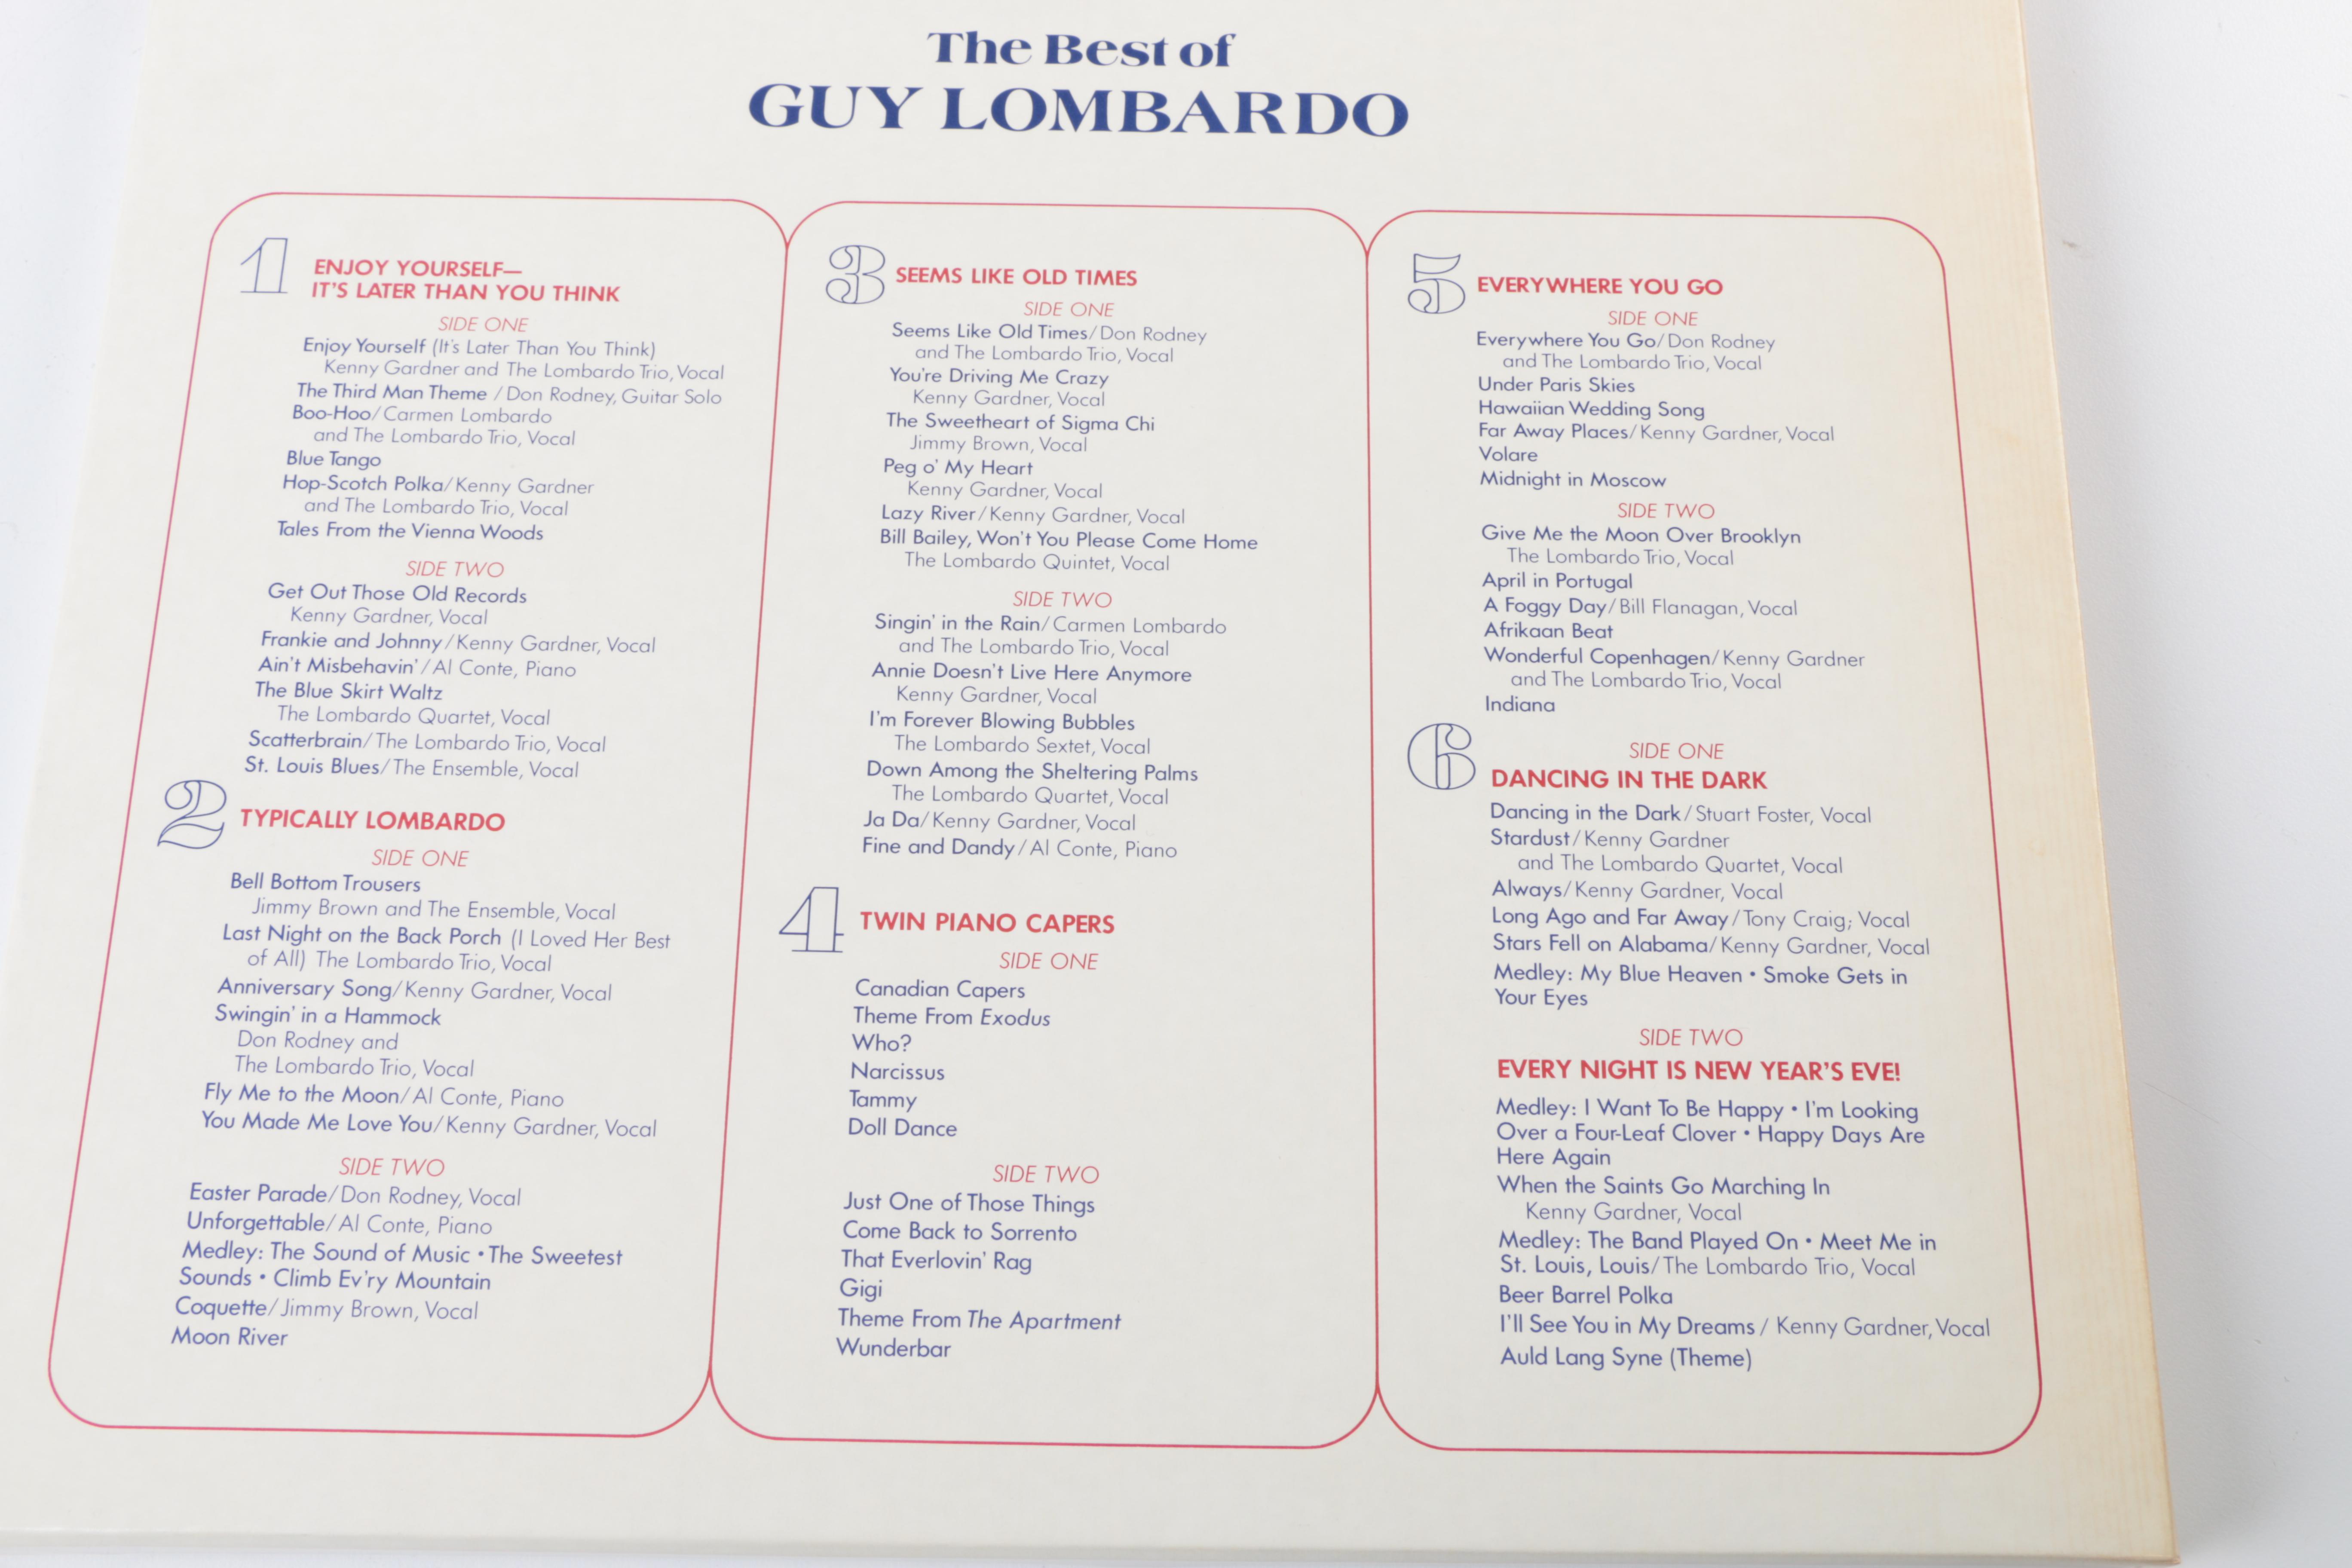 The Best of
GUY LOMBARDO
1
ENJOY YOURSELF—
IT'S LATER THAN YOU THINK
SIDE ONE
Enjoy Yourself (It's Later Than You Think)
Kenny Gardner and The Lombardo Trio, Vocal
The Third Man Theme / Don Rodney, Guitar Solo
Boo-Hoo/Carmen Lombardo
and The Lombardo Trio, Vocal
Blue Tango
Hop-Scotch Polka/Kenny Gardner
and The Lombardo Trio, Vocal
Tales From the Vienna Woods
SIDE TWO
Get Out Those Old Records
Kenny Gardner, Vocal
Frankie and Johnny/Kenny Gardner, Vocal
Ain't Misbehavin'/Al Conte, Piano
The Blue Skirt Waltz
The Lombardo Quartet, Vocal
Scatterbrain/The Lombardo Trio, Vocal
St. Louis Blues/The Ensemble, Vocal
2
TYPICALLY LOMBARDO
SIDE ONE
Bell Bottom Trousers
Jimmy Brown and The Ensemble, Vocal
Last Night on the Back Porch (I Loved Her Best
of All) The Lombardo Trio, Vocal
Anniversary Song/Kenny Gardner, Vocal
Swingin' in a Hammock
Don Rodney and
The Lombardo Trio, Vocal
Fly Me to the Moon/Al Conte, Piano
You Made Me Love You/Kenny Gardner, Vocal
SIDE TWO
Easter Parade/Don Rodney, Vocal
Unforgettable/Al Conte, Piano
Medley: The Sound of Music • The Sweetest
Sounds • Climb Ev'ry Mountain
Coquette/Jimmy Brown, Vocal
Moon River
3
SEEMS LIKE OLD TIMES
SIDE ONE
Seems Like Old Times/Don Rodney
and The Lombardo Trio, Vocal
You're Driving Me Crazy
Kenny Gardner, Vocal
The Sweetheart of Sigma Chi
Jimmy Brown, Vocal
Peg o' My Heart
Kenny Gardner, Vocal
Lazy River/Kenny Gardner, Vocal
Bill Bailey, Won't You Please Come Home
The Lombardo Quintet, Vocal
SIDE TWO
Singin' in the Rain/Carmen Lombardo
and The Lombardo Trio, Vocal
Annie Doesn't Live Here Anymore
Kenny Gardner, Vocal
I'm Forever Blowing Bubbles
The Lombardo Sextet, Vocal
Down Among the Sheltering Palms
The Lombardo Quartet, Vocal
Ja Da/Kenny Gardner, Vocal
Fine and Dandy/Al Conte, Piano
4
TWIN PIANO CAPERS
SIDE ONE
Canadian Capers
Theme From Exodus
Who?
Narcissus
Tammy
Doll Dance
SIDE TWO
Just One of Those Things
Come Back to Sorrento
That Everlovin' Rag
Gigi
Theme From The Apartment
Wunderbar
5
EVERYWHERE YOU GO
SIDE ONE
Everywhere You Go/Don Rodney
and The Lombardo Trio, Vocal
Under Paris Skies
Hawaiian Wedding Song
Far Away Places/Kenny Gardner, Vocal
Volare
Midnight in Moscow
SIDE TWO
Give Me the Moon Over Brooklyn
The Lombardo Trio, Vocal
April in Portugal
A Foggy Day/Bill Flanagan, Vocal
Afrikaan Beat
Wonderful Copenhagen/Kenny Gardner
and The Lombardo Trio, Vocal
Indiana
6
SIDE ONE
DANCING IN THE DARK
Dancing in the Dark/Stuart Foster, Vocal
Stardust/Kenny Gardner
and The Lombardo Quartet, Vocal
Always/Kenny Gardner, Vocal
Long Ago and Far Away/Tony Craig; Vocal
Stars Fell on Alabama/Kenny Gardner, Vocal
Medley: My Blue Heaven • Smoke Gets in
Your Eyes
SIDE TWO
EVERY NIGHT IS NEW YEAR'S EVE!
Medley: I Want To Be Happy • I'm Looking
Over a Four-Leaf Clover • Happy Days Are
Here Again
When the Saints Go Marching In
Kenny Gardner, Vocal
Medley: The Band Played On • Meet Me in
St. Louis, Louis/The Lombardo Trio, Vocal
Beer Barrel Polka
I'll See You in My Dreams / Kenny Gardner, Vocal
Auld Lang Syne (Theme)